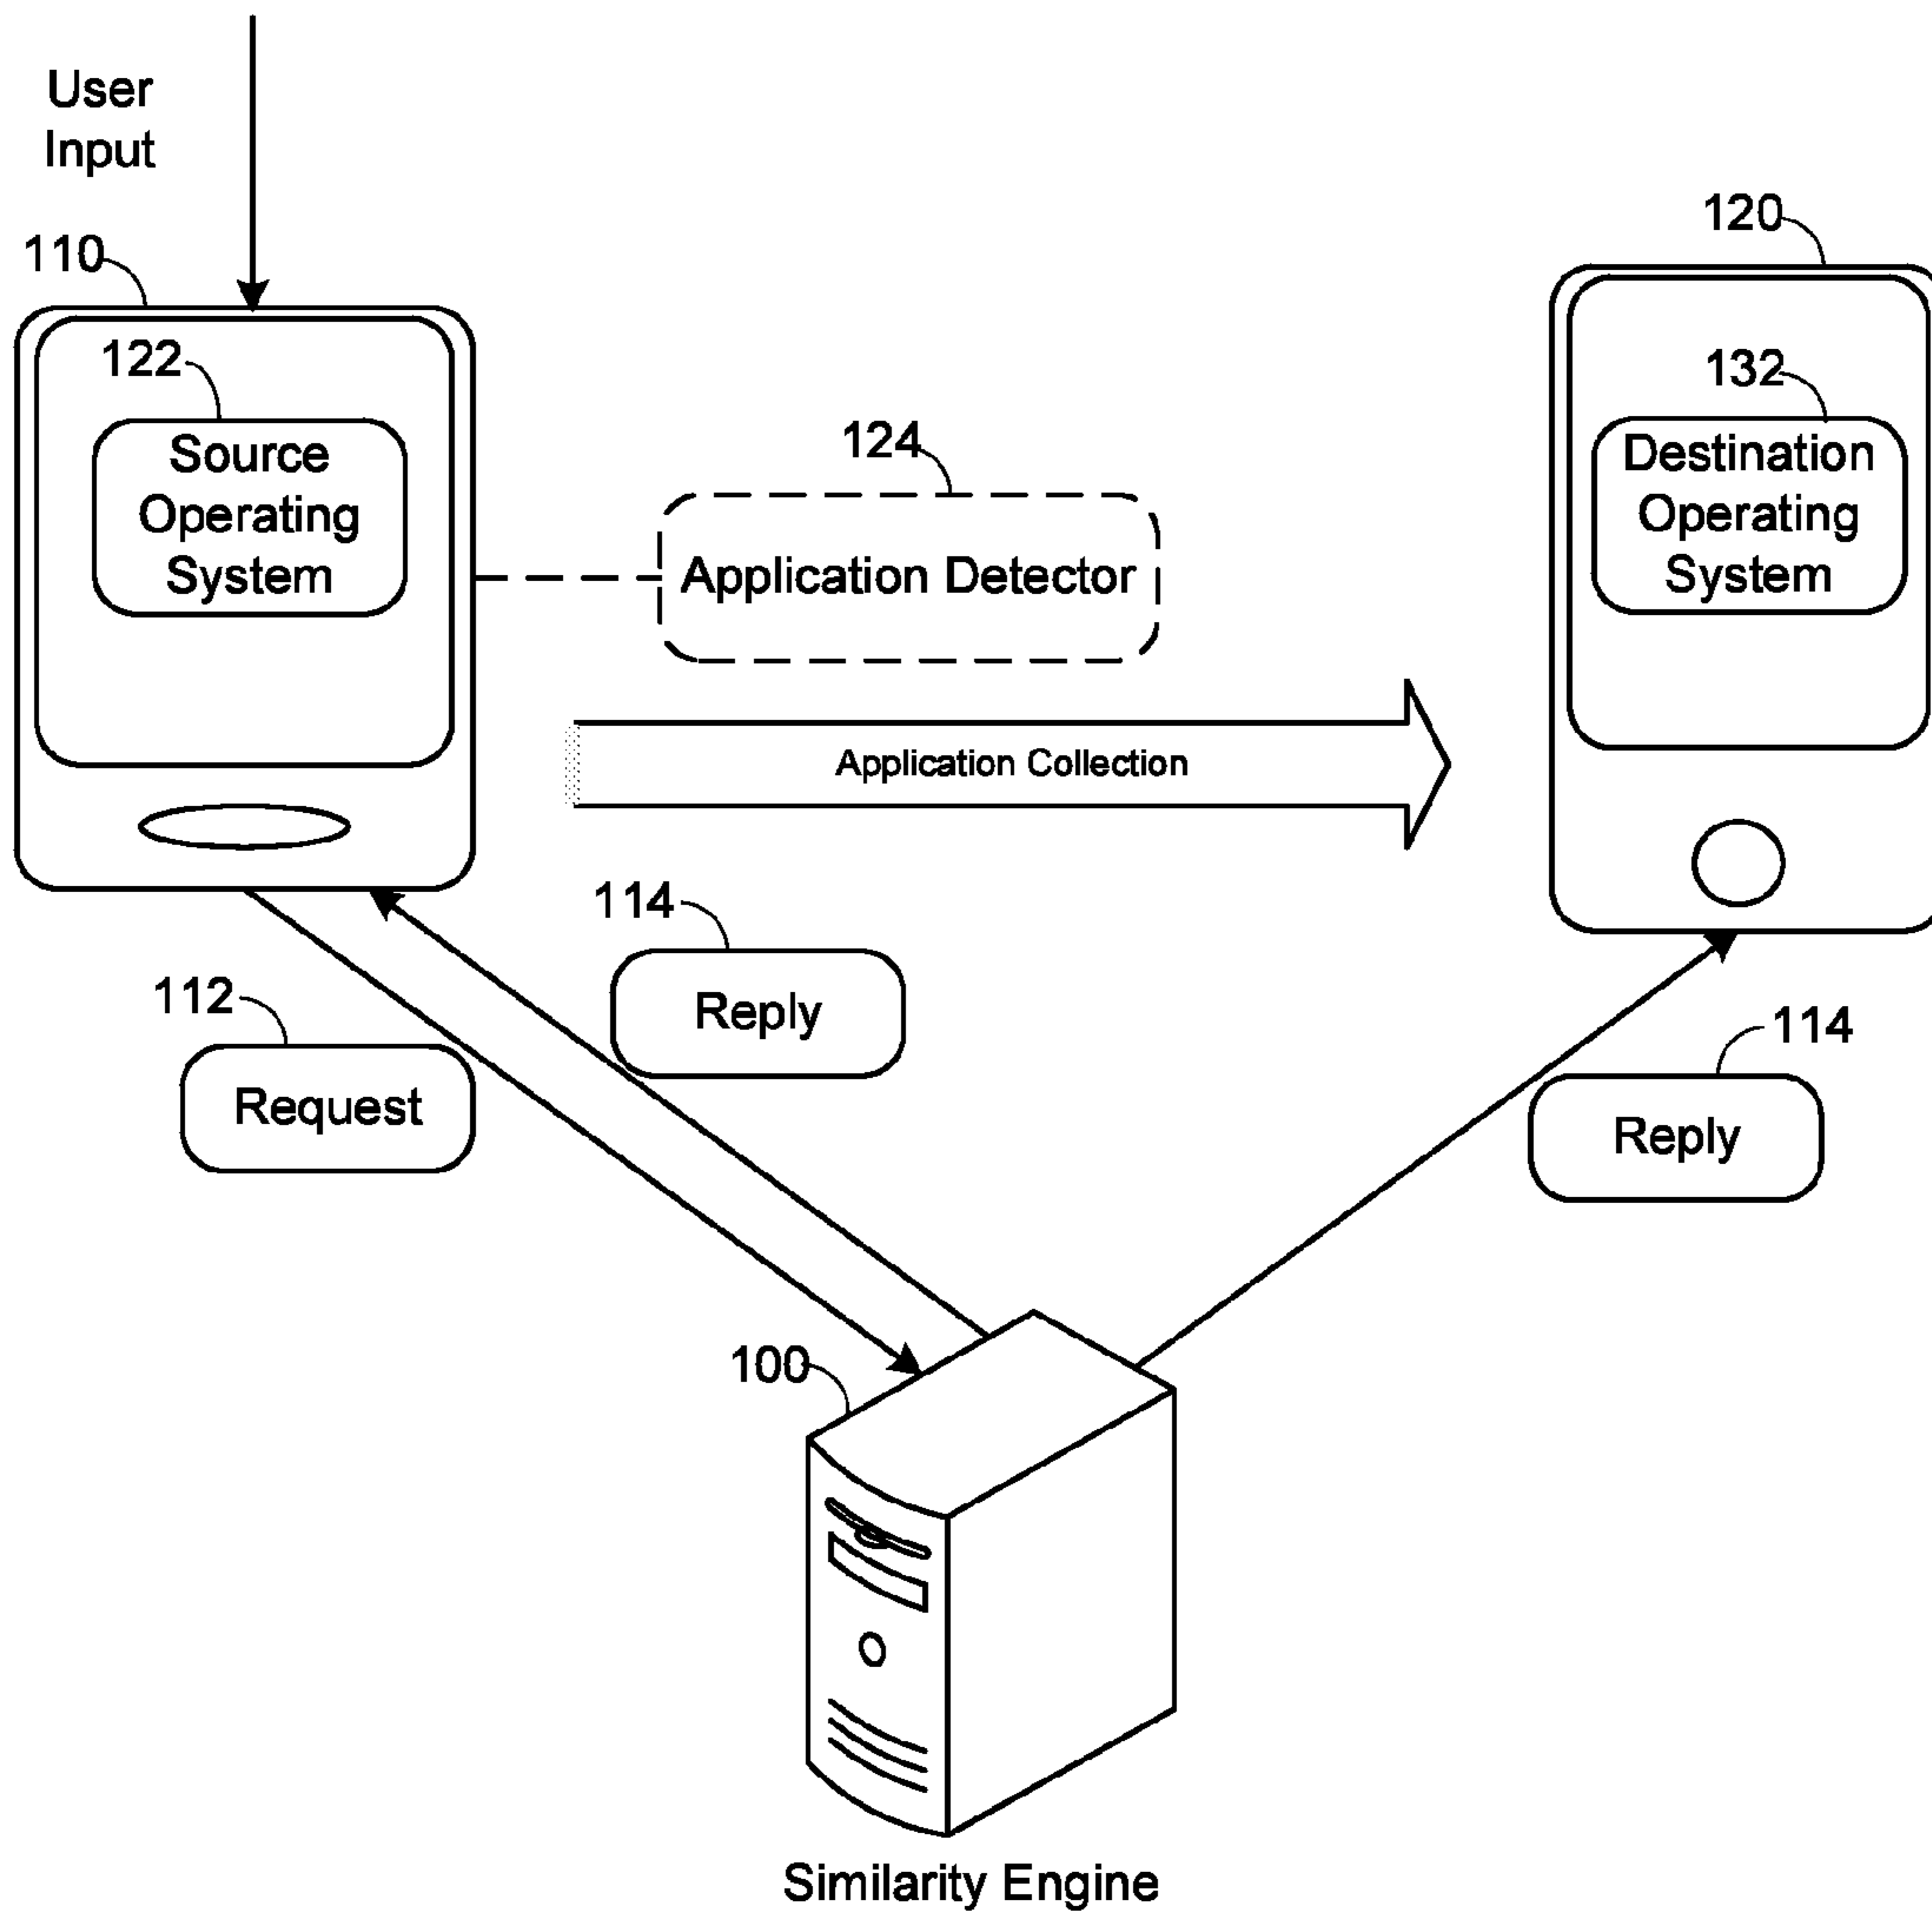 User
Input
110
120
122
132
Source
Operating
System
124
Application Detector
Destination
Operating
System
Application Collection
114
Reply
112
Request
114
Reply
100
Similarity Engine